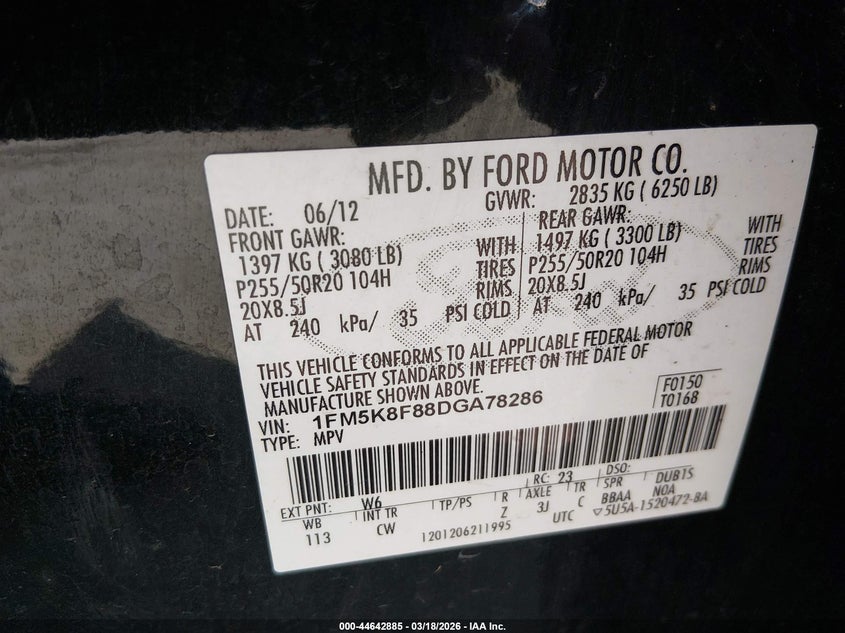 MFD. BY FORD MOTOR CO.
DATE: 06/12
GVWR: 2835 KG ( 6250 LB)
FRONT GAWR:
1397 KG ( 3080 LB)
P255/50R20 104H
20X8.5J
WITH
TIRES
RIMS
AT 240 kPa/ 35 PSI COLD
REAR GAWR:
1497 KG ( 3300 LB)
P255/50R20 104H
20X8.5J
WITH
TIRES
RIMS
AT 240 kPa/ 35 PSI COLD
THIS VEHICLE CONFORMS TO ALL APPLICABLE FEDERAL MOTOR
VEHICLE SAFETY STANDARDS IN EFFECT ON THE DATE OF
MANUFACTURE SHOWN ABOVE.
VIN: 1FM5K8F88DGA78286
TYPE: MPV
F0150
T0168
EXT PNT: W6
RC: 23
DSO:
WB
INT TR
TP/PS
R
AXLE
TR
SPR
DUB1S
113
CW
Z
3J
C
BBAA
NOA
1201206211995
UTC
▽5U5A-1520472-BA
000-44642885 - 03/18/2026 - IAA Inc.